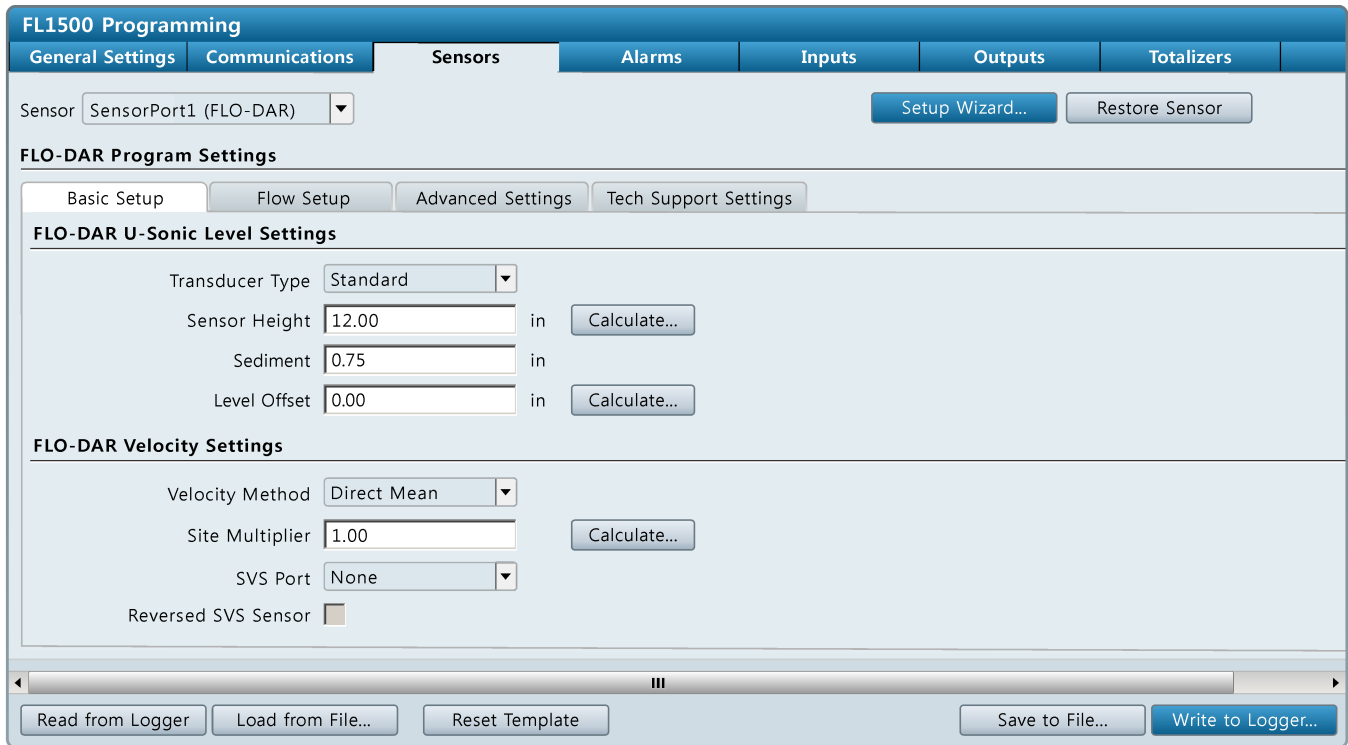 FL1500 Programming
General Settings Communications Sensors Alarms Inputs Outputs Totalizers
Sensor SensorPort1 (FLO-DAR) Setup Wizard... Restore Sensor
FLO-DAR Program Settings
Basic Setup Flow Setup Advanced Settings Tech Support Settings
FLO-DAR U-Sonic Level Settings
Transducer Type Standard
Sensor Height 12.00 in Calculate...
Sediment 0.75 in
Level Offset 0.00 in Calculate...
FLO-DAR Velocity Settings
Velocity Method Direct Mean
Site Multiplier 1.00 Calculate...
SVS Port None
Reversed SVS Sensor
Read from Logger Load from File... Reset Template Save to File... Write to Logger...